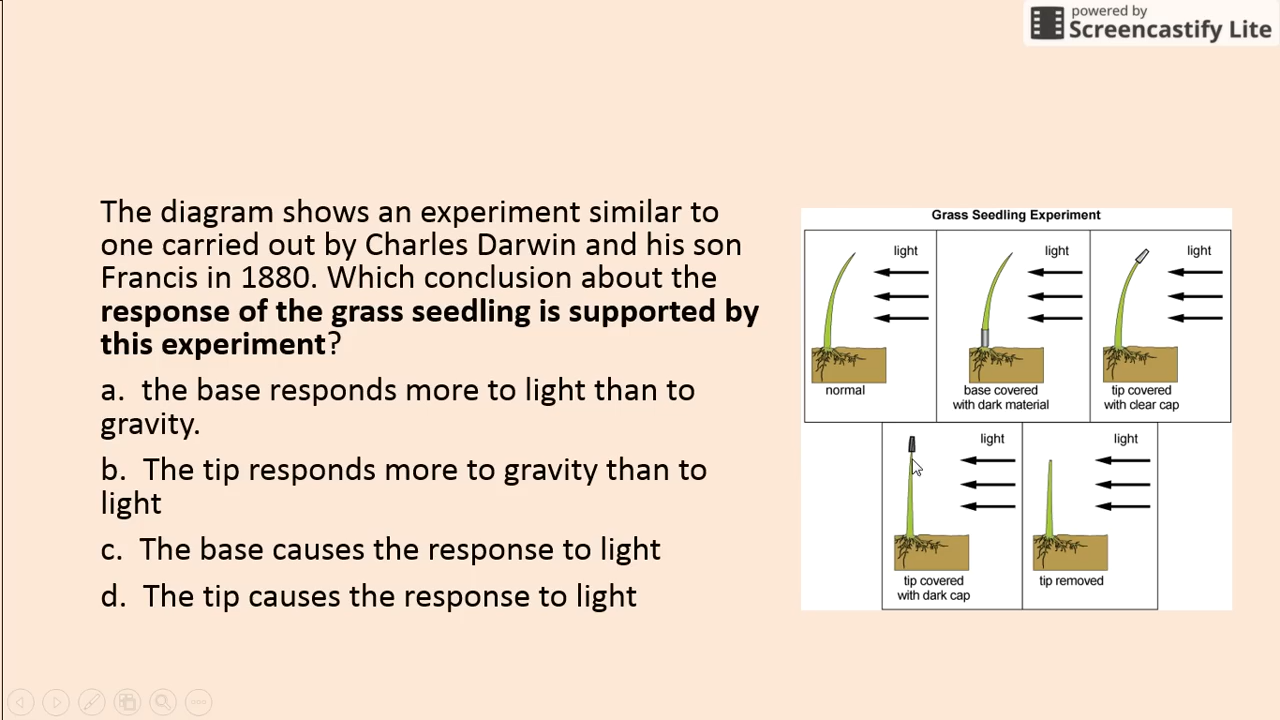 powered by
Screencastify Lite
The diagram shows an experiment similar to
one carried out by Charles Darwin and his son
Francis in 1880. Which conclusion about the
response of the grass seedling is supported by
this experiment?
a.  the base responds more to light than to
gravity.
b.  The tip responds more to gravity than to
light
c.  The base causes the response to light
d.  The tip causes the response to light
Grass Seedling Experiment
light
normal
light
base covered
with dark material
light
tip covered
with clear cap
light
tip covered
with dark cap
light
tip removed